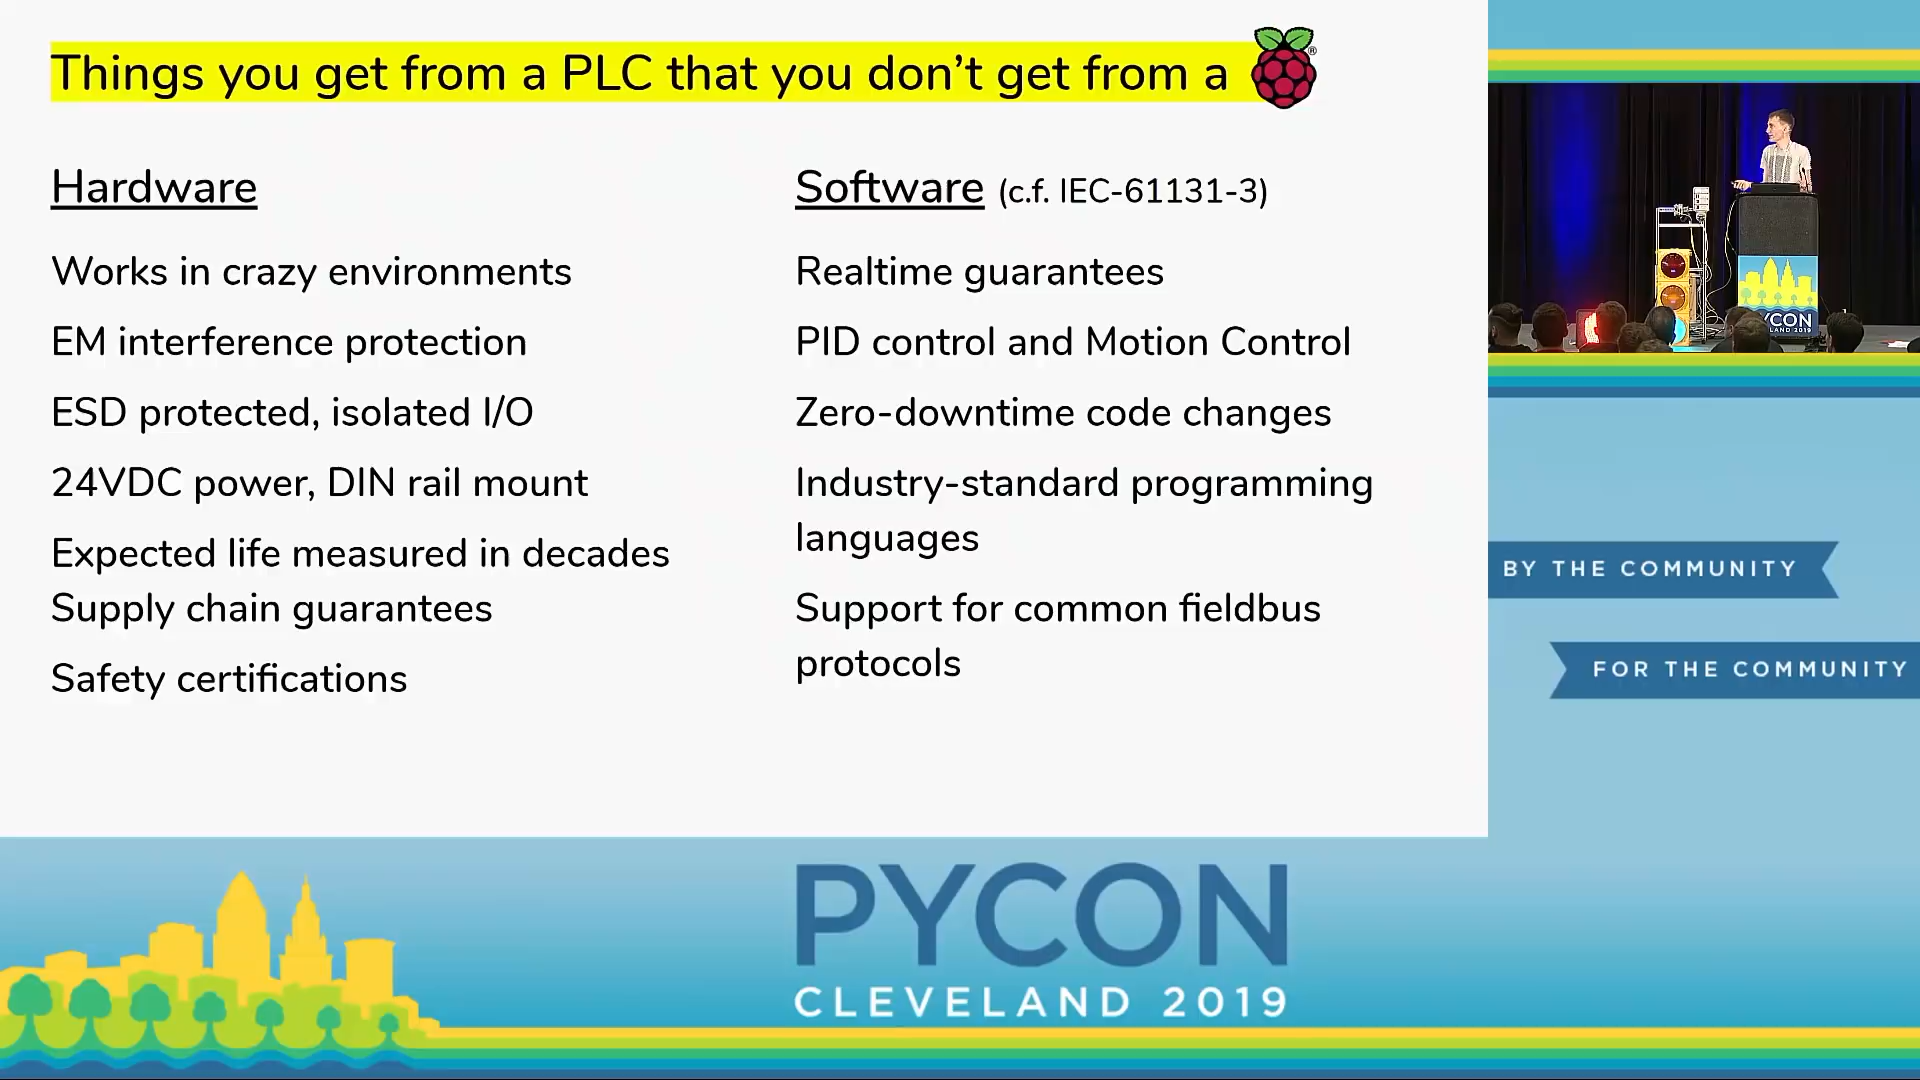 Things you get from a PLC that you don't get from a
®
Hardware
Works in crazy environments
EM interference protection
ESD protected, isolated I/O
24VDC power, DIN rail mount
Expected life measured in decades
Supply chain guarantees
Safety certifications
Software (c.f. IEC-61131-3)
Realtime guarantees
PID control and Motion Control
Zero-downtime code changes
Industry-standard programming
languages
Support for common fieldbus
protocols
YCON
LAND 2019
BY THE COMMUNITY
FOR THE COMMUNITY
PYCON
CLEVELAND 2019